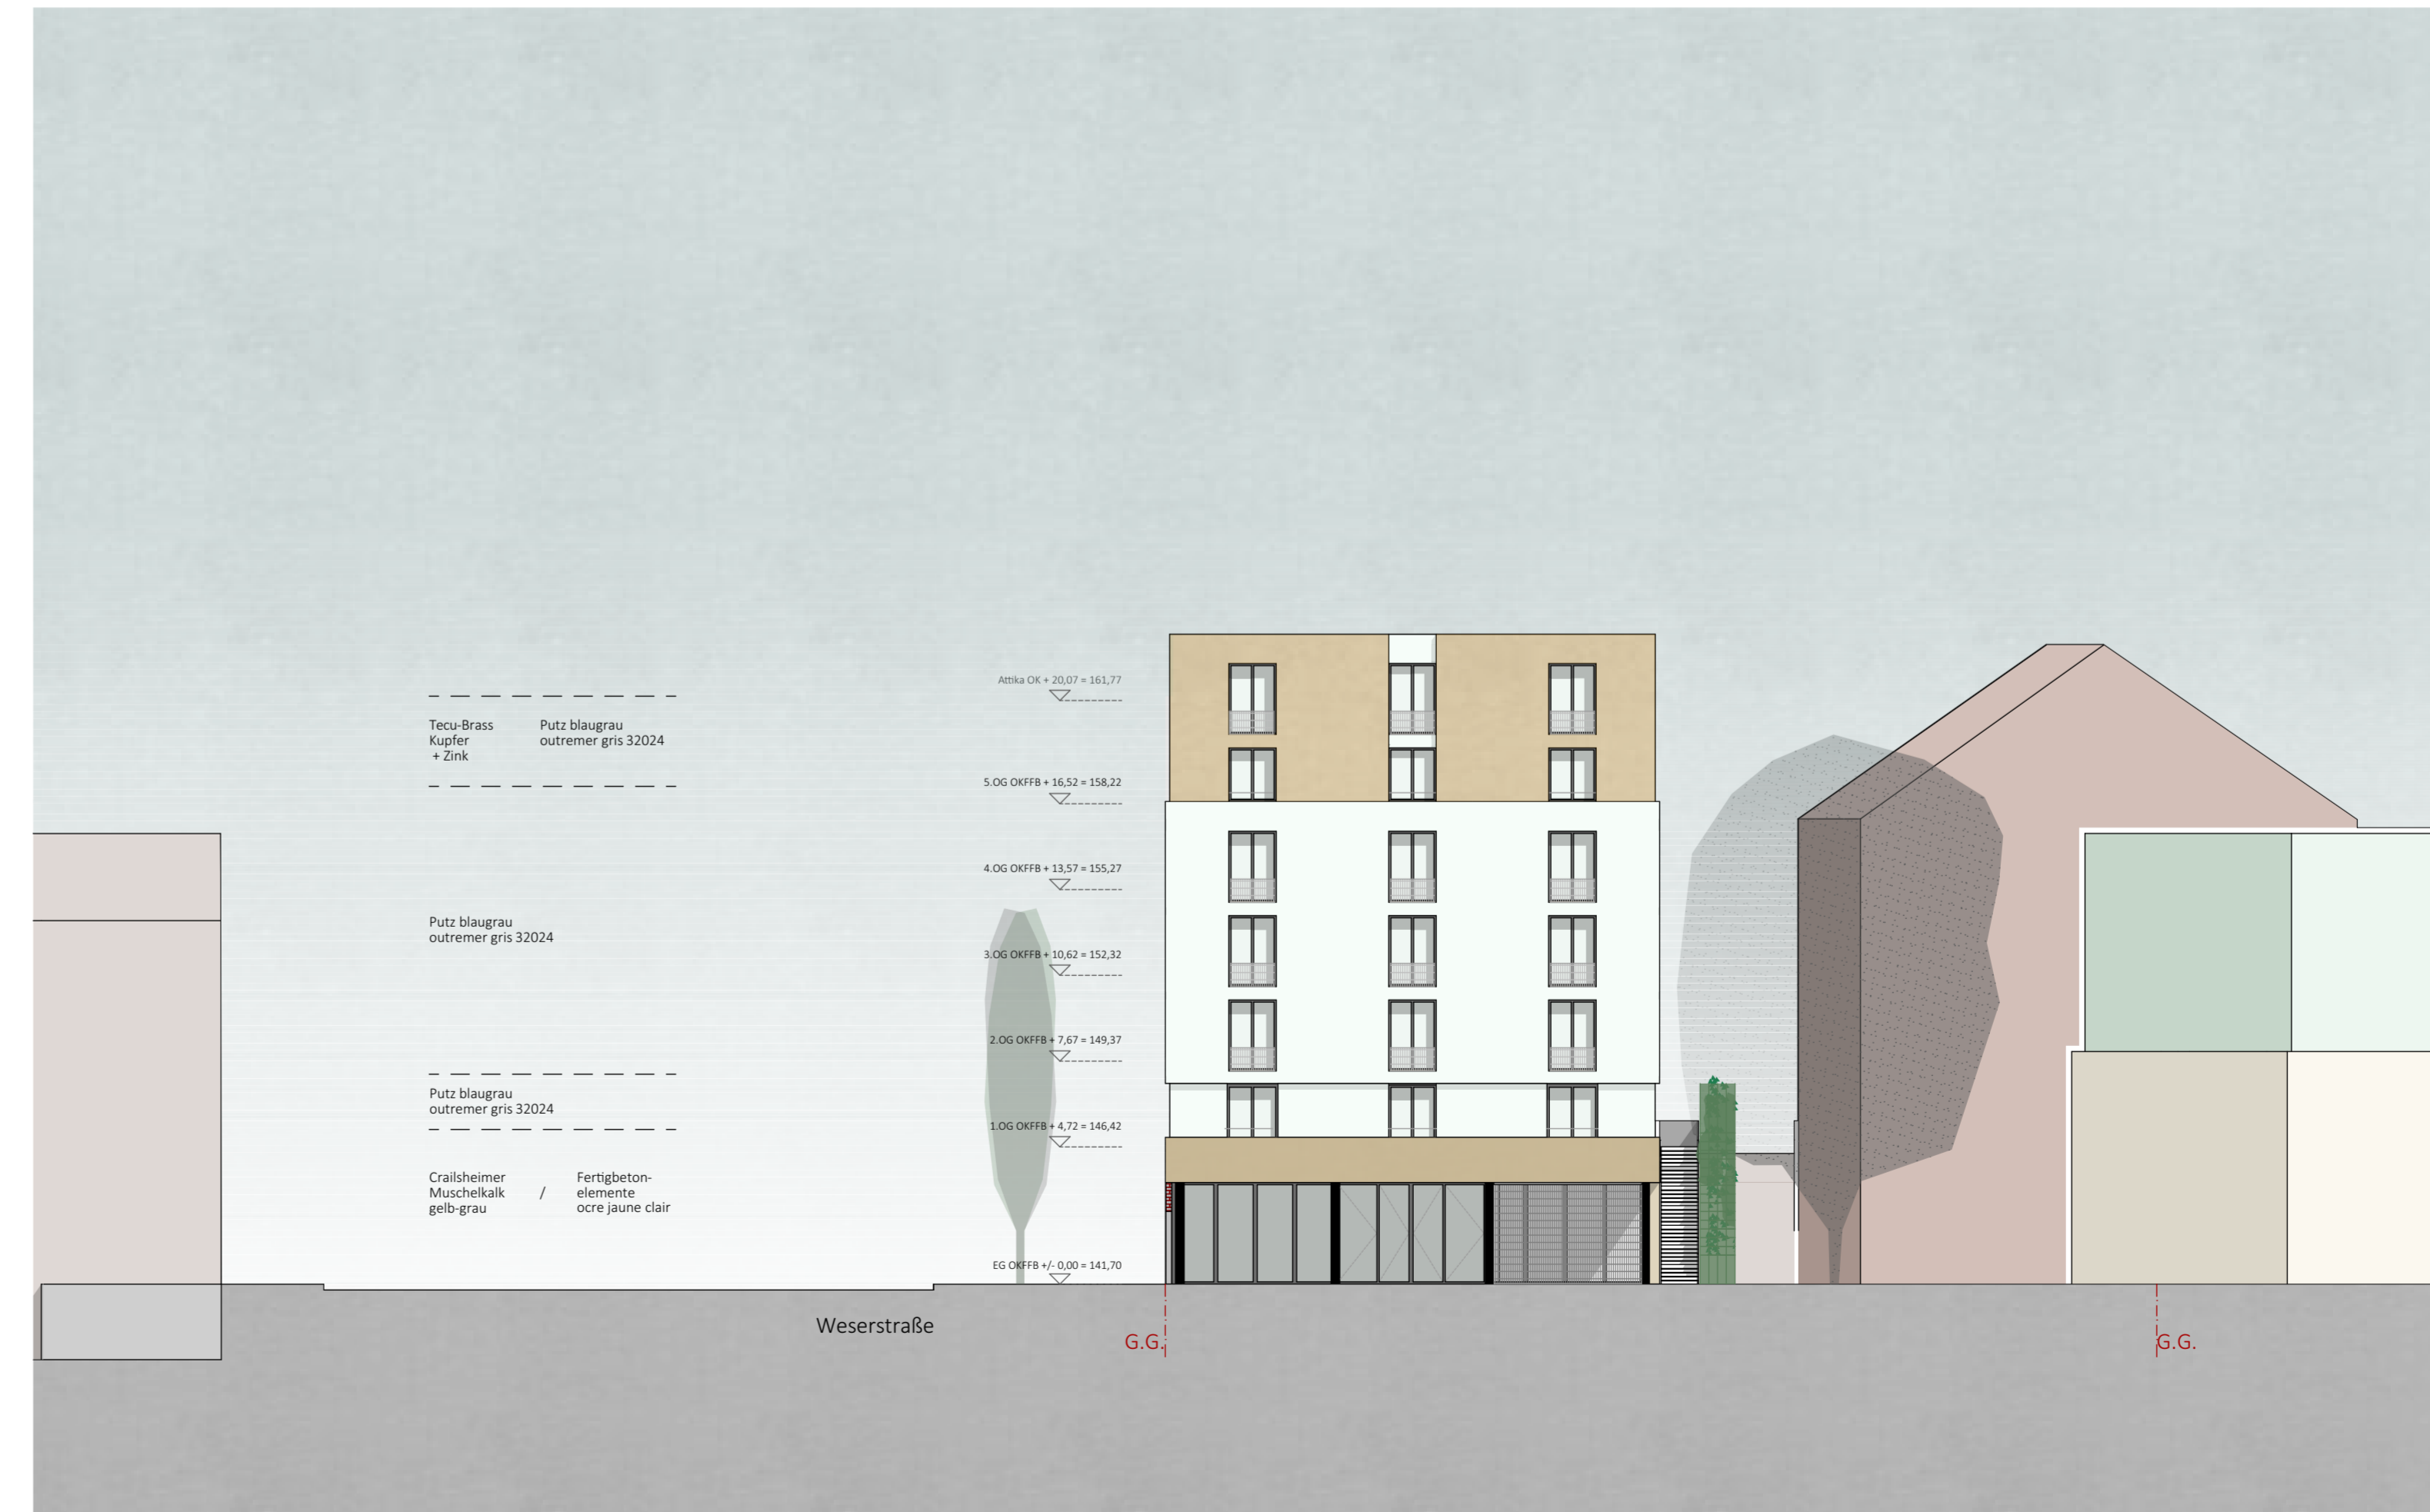 Attika OK + 20,07 = 161,77
Tecu-Brass
Kupfer
+ Zink
Putz blaugrau
outremer gris 32024
5.OG OKFFB + 16,52 = 158,22
4.OG OKFFB + 13,57 = 155,27
Putz blaugrau
outremer gris 32024
3.OG OKFFB + 10,62 = 152,32
2.OG OKFFB + 7,67 = 149,37
Putz blaugrau
outremer gris 32024
1.OG OKFFB + 4,72 = 146,42
Crailsheimer
Muschelkalk
gelb-grau
/
Fertigbeton-
elemente
ocre jaune clair
EG OKFFB +/- 0,00 = 141,70
Weserstraße
G.G.
G.G.